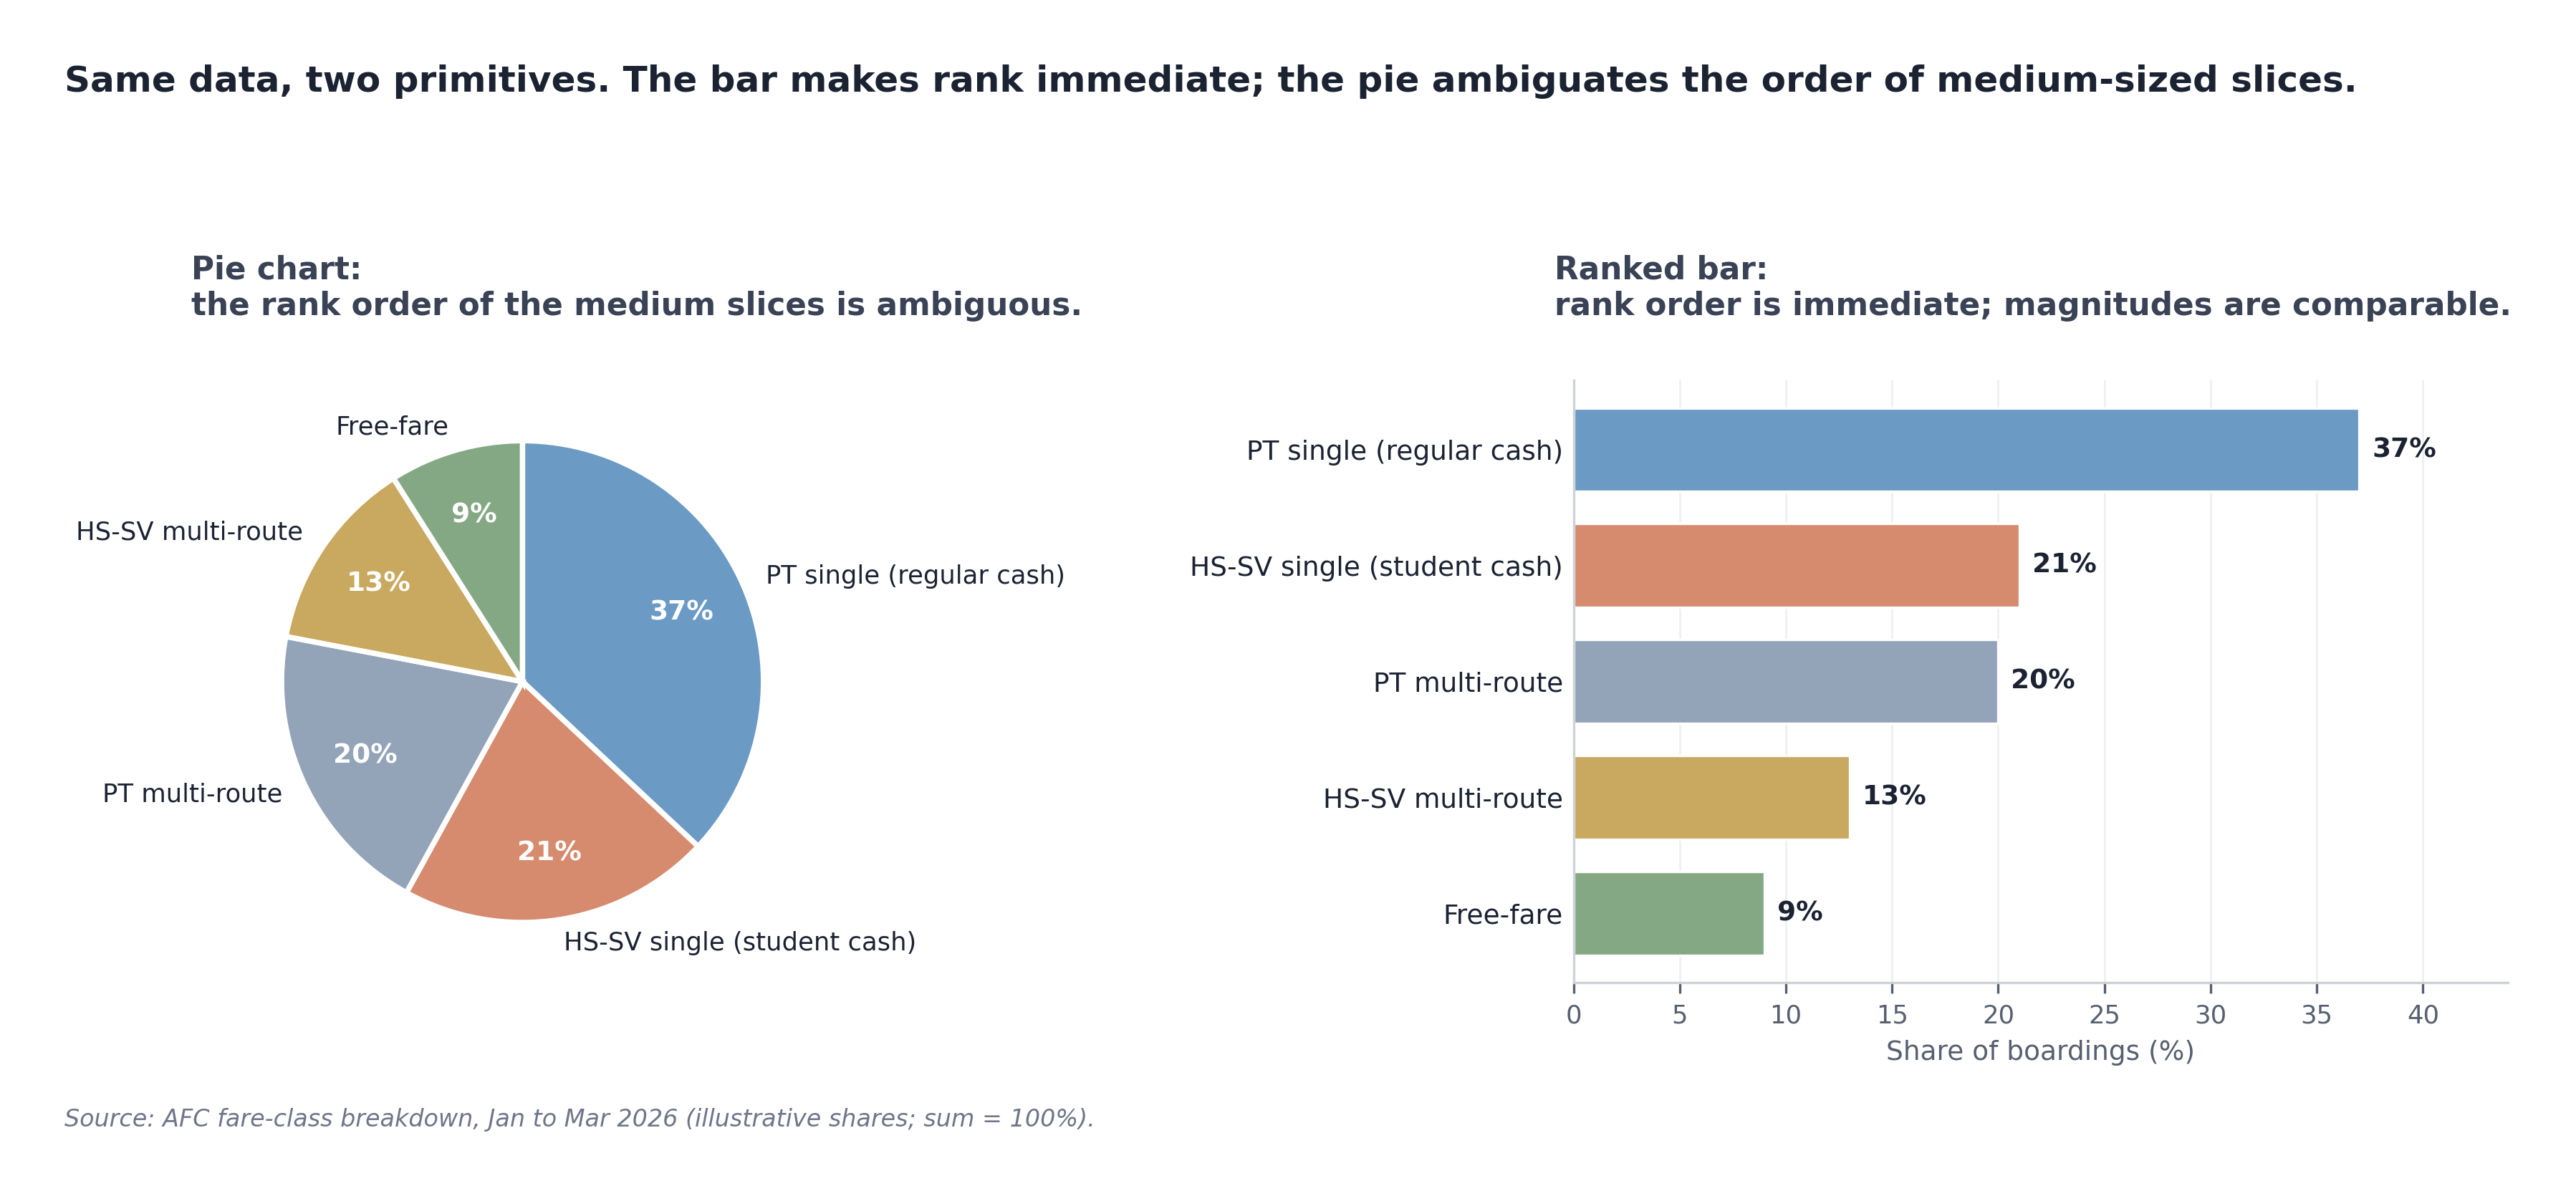 Same data, two primitives. The bar makes rank immediate; the pie ambiguates the order of medium-sized slices.
Pie chart:
the rank order of the medium slices is ambiguous.
Free-fare
HS-SV multi-route
9%
13%
37%
PT single (regular cash)
20%
PT multi-route
21%
HS-SV single (student cash)
Ranked bar:
rank order is immediate; magnitudes are comparable.
PT single (regular cash) 37%
HS-SV single (student cash) 21%
PT multi-route 20%
HS-SV multi-route 13%
Free-fare 9%
0 5 10 15 20 25 30 35 40
Share of boardings (%)
Source: AFC fare-class breakdown, Jan to Mar 2026 (illustrative shares; sum = 100%).